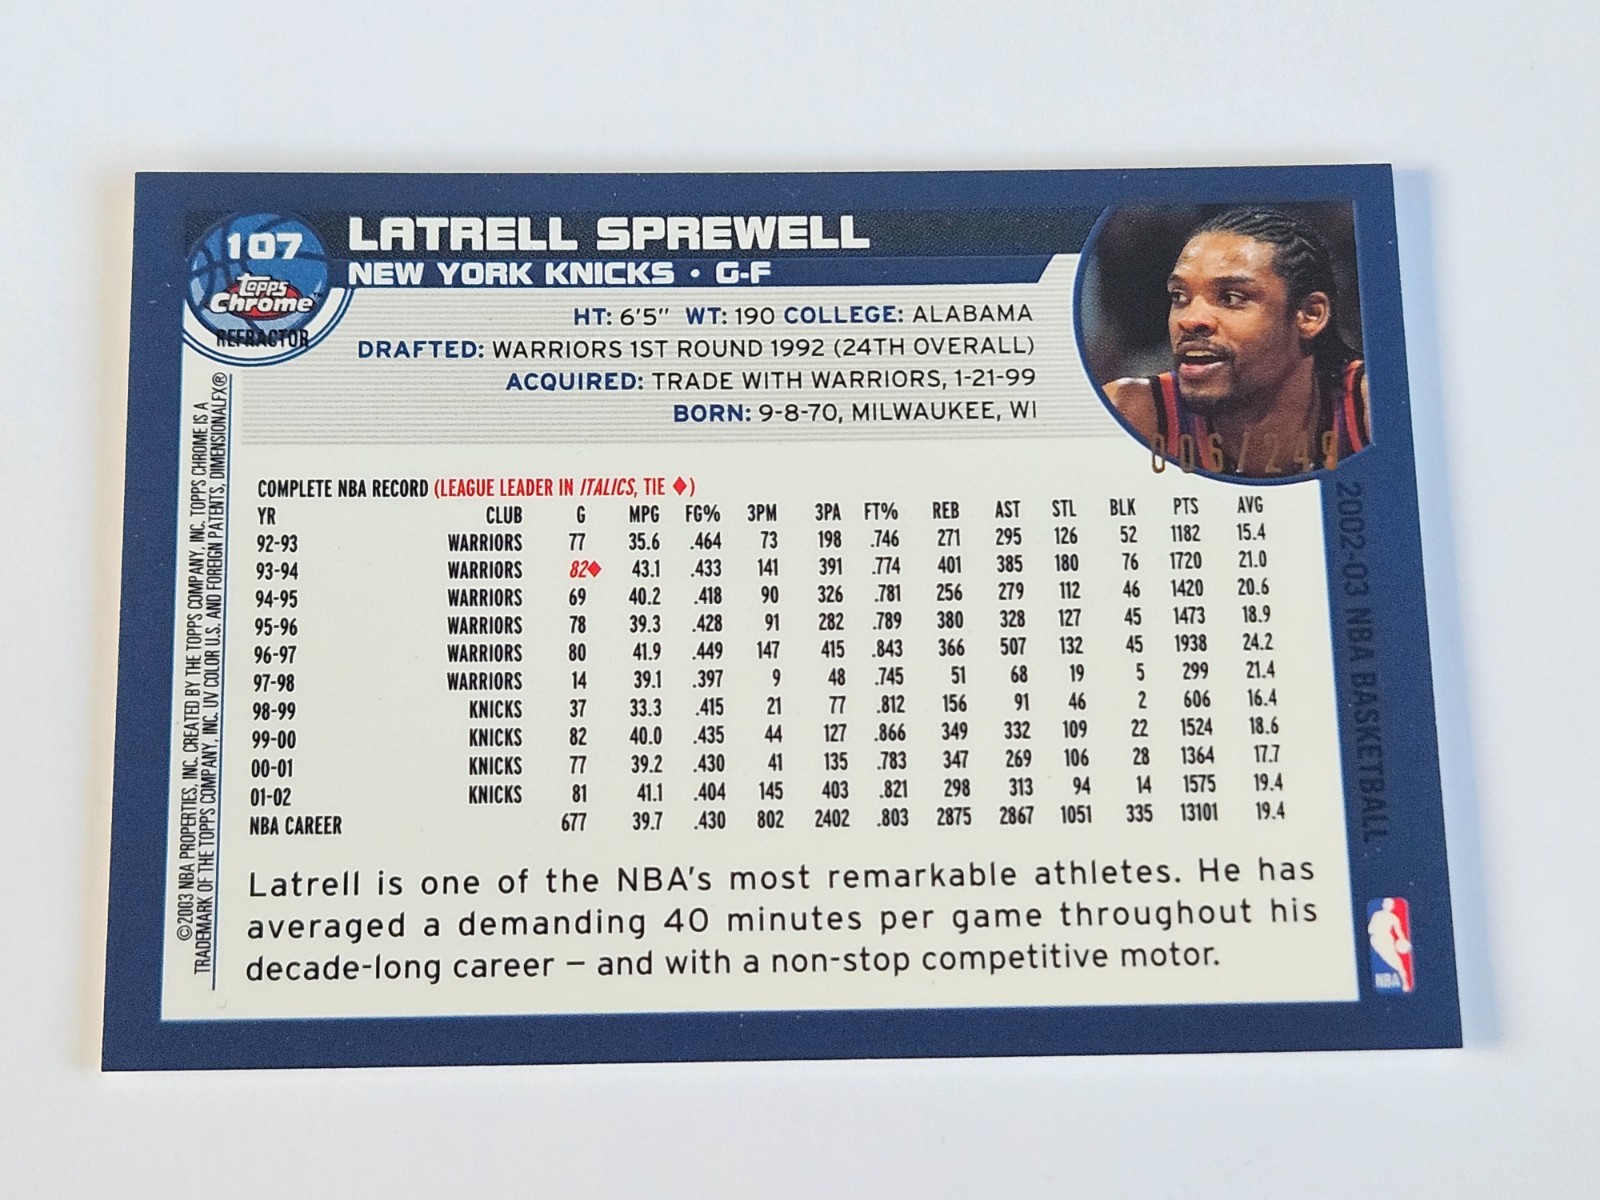 107
Topps
Chrome™
REFRACTOR
LATRELL SPREWELL
NEW YORK KNICKS • G-F
HT: 6'5" WT: 190 COLLEGE: ALABAMA
DRAFTED: WARRIORS 1ST ROUND 1992 (24TH OVERALL)
ACQUIRED: TRADE WITH WARRIORS, 1-21-99
BORN: 9-8-70, MILWAUKEE, WI
006/249
COMPLETE NBA RECORD (LEAGUE LEADER IN ITALICS, TIE ♦)
YR CLUB G MPG FG% 3PM 3PA FT% REB AST STL BLK PTS AVG
92-93 WARRIORS 77 35.6 .464 73 198 .746 271 295 126 52 1182 15.4
93-94 WARRIORS 82♦ 43.1 .433 141 391 .774 401 385 180 76 1720 21.0
94-95 WARRIORS 69 40.2 .418 90 326 .781 256 279 112 46 1420 20.6
95-96 WARRIORS 78 39.3 .428 91 282 .789 380 328 127 45 1473 18.9
96-97 WARRIORS 80 41.9 .449 147 415 .843 366 507 132 45 1938 24.2
97-98 WARRIORS 14 39.1 .397 9 48 .745 51 68 19 5 299 21.4
98-99 KNICKS 37 33.3 .415 21 77 .812 156 91 46 2 606 16.4
99-00 KNICKS 82 40.0 .435 44 127 .866 349 332 109 22 1524 18.6
00-01 KNICKS 77 39.2 .430 41 135 .783 347 269 106 28 1364 17.7
01-02 KNICKS 81 41.1 .404 145 403 .821 298 313 94 14 1575 19.4
NBA CAREER 677 39.7 .430 802 2402 .803 2875 2867 1051 335 13101 19.4
Latrell is one of the NBA's most remarkable athletes. He has
averaged a demanding 40 minutes per game throughout his
decade-long career – and with a non-stop competitive motor.
©2003 NBA PROPERTIES, INC. CREATED BY THE TOPPS COMPANY, INC. TOPPS CHROME IS A
TRADEMARK OF THE TOPPS COMPANY, INC. UV COLOR U.S. AND FOREIGN PATENTS, DIMENSIONALFX®
2002-03 NBA BASKETBALL
NBA